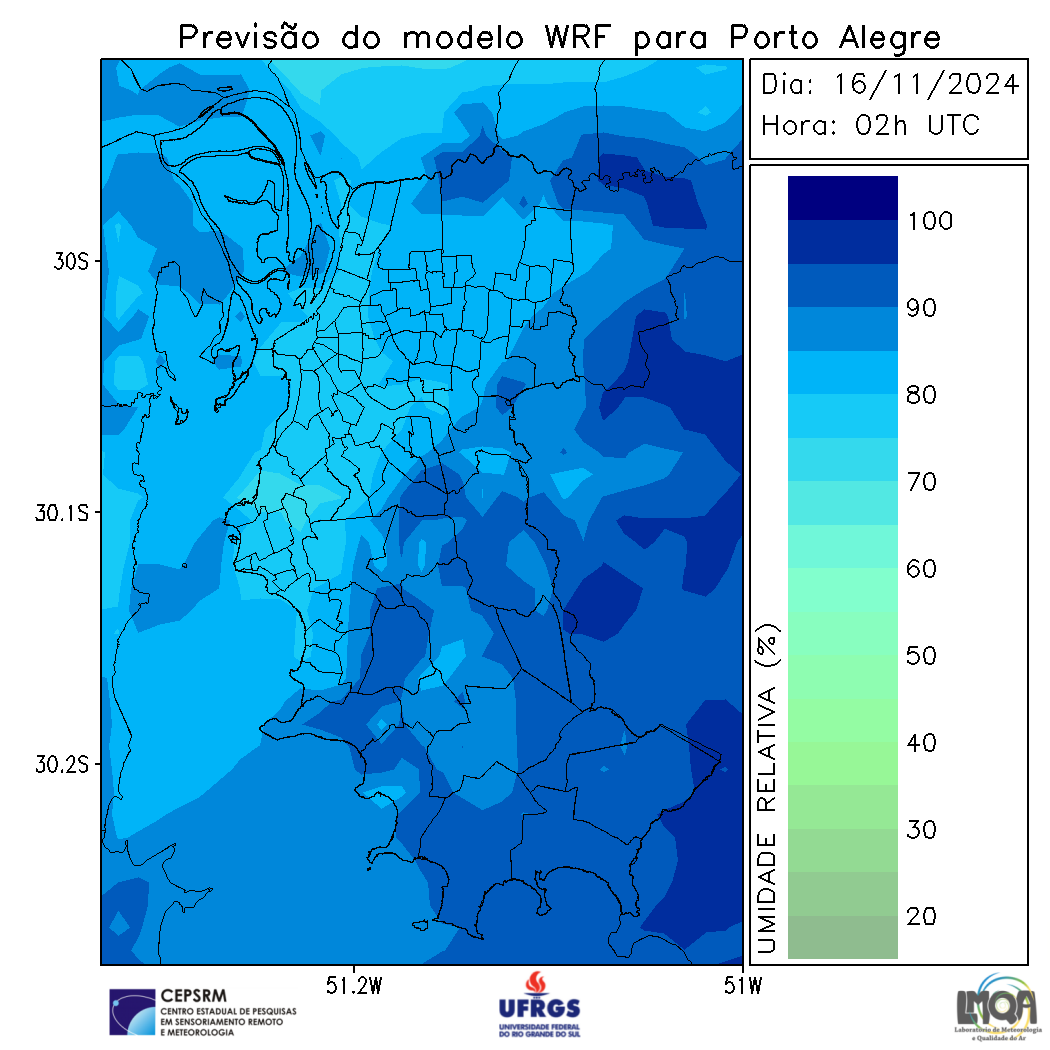 Previsão do modelo WRF para Porto Alegre
Dia: 16/11/2024
Hora: 02h UTC
30S
30.1S
30.2S
51.2W
51W
100
90
80
70
60
50
40
30
20
UMIDADE RELATIVA (%)
CEPSRM
CENTRO ESTADUAL DE PESQUISAS
EM SENSORIAMENTO REMOTO
E METEOROLOGIA
UFRGS
UNIVERSIDADE FEDERAL
DO RIO GRANDE DO SUL
LMQA
Laboratório de Meteorologia
e Qualidade do Ar